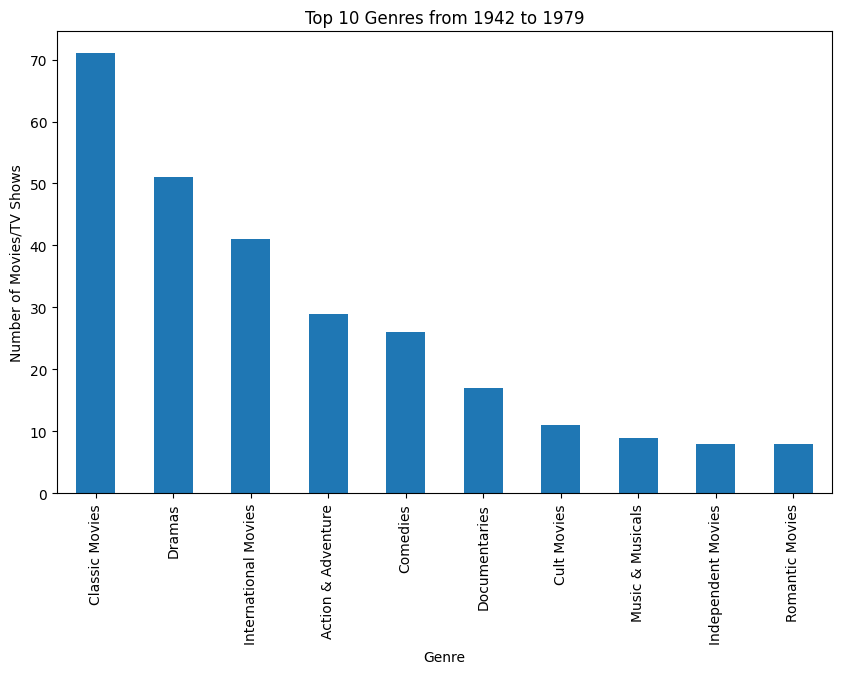 Top 10 Genres from 1942 to 1979
Number of Movies/TV Shows
70
60
50
40
30
20
10
0
Classic Movies
Dramas
International Movies
Action & Adventure
Comedies
Documentaries
Cult Movies
Music & Musicals
Independent Movies
Romantic Movies
Genre